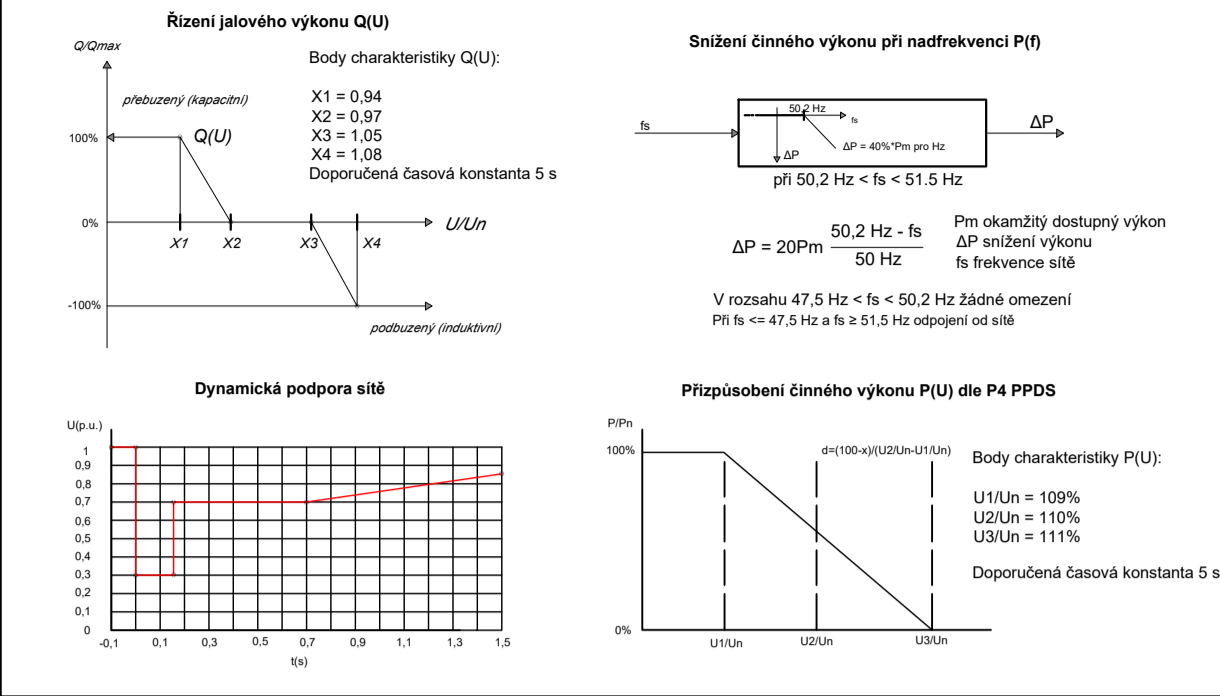 Řízení jalového výkonu Q(U)
Q/Qmax
přebuzený (kapacitní)
100%
Q(U)
0%
X1
X2
X3
X4
U/Un
-100%
podbuzený (induktivní)
Body charakteristiky Q(U):
X1 = 0,94
X2 = 0,97
X3 = 1,05
X4 = 1,08
Doporučená časová konstanta 5 s
Snížení činného výkonu při nadfrekvenci P(f)
fs
50,2 Hz
fs
ΔP = 40%*Pm pro Hz
ΔP
ΔP
při 50,2 Hz < fs < 51.5 Hz
ΔP = 20Pm
50,2 Hz - fs
50 Hz
Pm okamžitý dostupný výkon
ΔP snížení výkonu
fs frekvence sítě
V rozsahu 47,5 Hz < fs < 50,2 Hz žádné omezení
Při fs <= 47,5 Hz a fs ≥ 51,5 Hz odpojení od sítě
Dynamická podpora sítě
U(p.u.)
1
0,9
0,8
0,7
0,6
0,5
0,4
0,3
0,2
0,1
0
-0,1
0,1
0,3
0,5
0,7
0,9
1,1
1,3
1,5
t(s)
Přizpůsobení činného výkonu P(U) dle P4 PPDS
P/Pn
100%
d=(100-x)/(U2/Un-U1/Un)
0%
U1/Un
U2/Un
U3/Un
Body charakteristiky P(U):
U1/Un = 109%
U2/Un = 110%
U3/Un = 111%
Doporučená časová konstanta 5 s